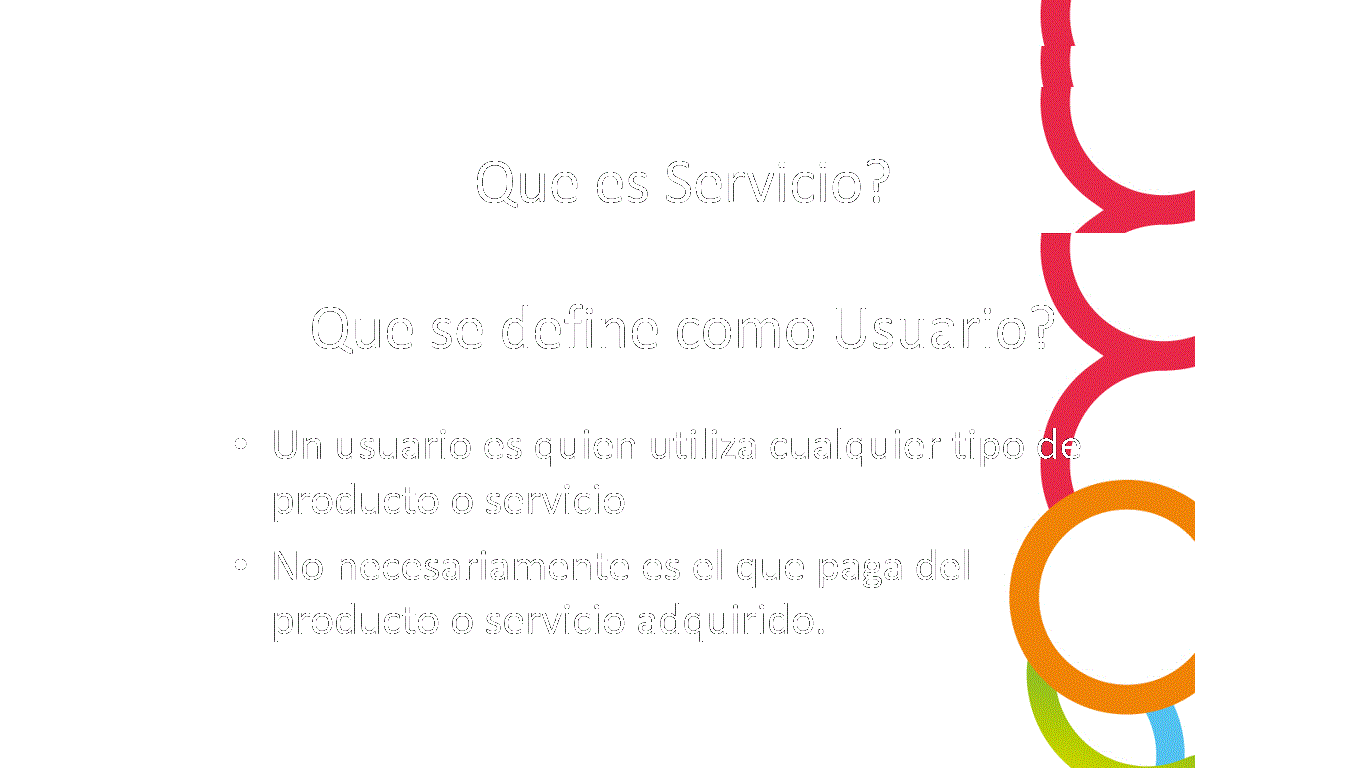 Que es Servicio?
Que se define como Usuario?
• Un usuario es quien utiliza cualquier tipo de
producto o servicio
• No necesariamente es el que paga del
producto o servicio adquirido.